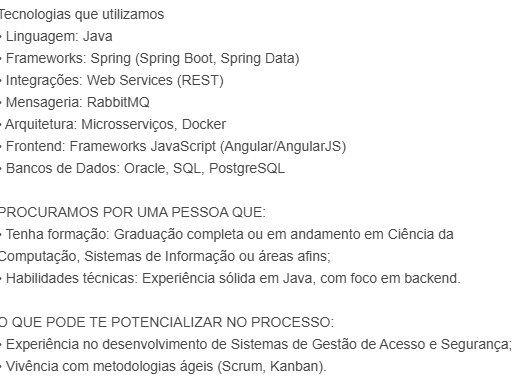 Tecnologias que utilizamos
• Linguagem: Java
• Frameworks: Spring (Spring Boot, Spring Data)
• Integrações: Web Services (REST)
• Mensageria: RabbitMQ
• Arquitetura: Microsserviços, Docker
• Frontend: Frameworks JavaScript (Angular/AngularJS)
• Bancos de Dados: Oracle, SQL, PostgreSQL
PROCURAMOS POR UMA PESSOA QUE:
• Tenha formação: Graduação completa ou em andamento em Ciência da
Computação, Sistemas de Informação ou áreas afins;
• Habilidades técnicas: Experiência sólida em Java, com foco em backend.
O QUE PODE TE POTENCIALIZAR NO PROCESSO:
• Experiência no desenvolvimento de Sistemas de Gestão de Acesso e Segurança;
• Vivência com metodologias ágeis (Scrum, Kanban).